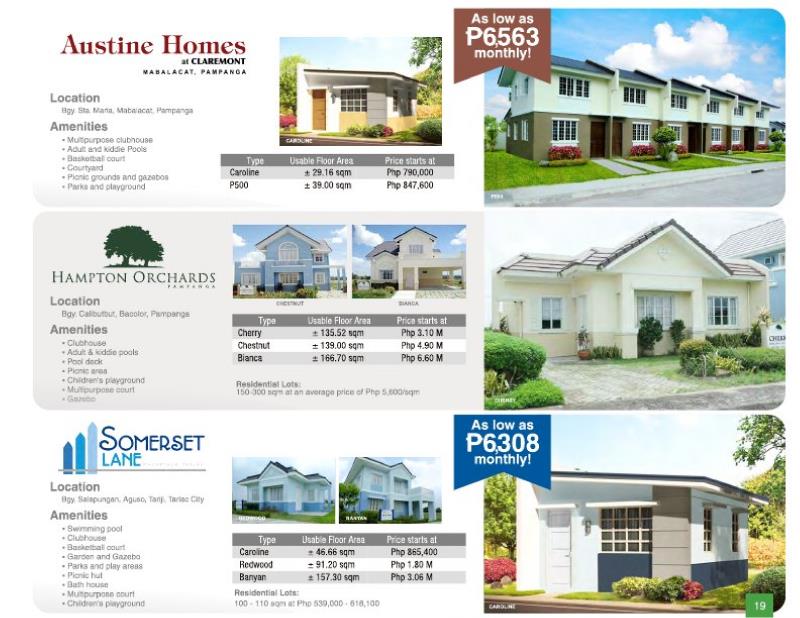 Austine Homes
at CLAREMONT
MABALACAT, PAMPANGA
Location
Bgy. Sta. Maria, Mabalacat, Pampanga
Amenities
• Multipurpose clubhouse
• Adult and kiddie Pools
• Basketball court
• Courtyard
• Picnic grounds and gazebos
• Parks and playground
CAROLINE
Type Usable Floor Area Price starts at
Caroline ± 29.16 sqm Php 790,000
P500 ± 39.00 sqm Php 847,600
As low as
₱6563
monthly!
P500
HAMPTON ORCHARDS
PAMPANGA
Location
Bgy. Calibutbut, Bacolor, Pampanga
Amenities
• Clubhouse
• Adult & kiddie pools
• Pool deck
• Picnic area
• Children's playground
• Multipurpose court
• Gazebo
CHESTNUT
BIANCA
Type Usable Floor Area Price starts at
Cherry ± 135.52 sqm Php 3.10 M
Chestnut ± 139.00 sqm Php 4.90 M
Bianca ± 166.70 sqm Php 6.60 M
Residential Lots:
150-300 sqm at an average price of Php 5,600/sqm
CHERRY
SOMERSET
LANE
Location
Bgy. Salapungan, Aguso, Tariji, Tarlac City
Amenities
• Swimming pool
• Clubhouse
• Basketball court
• Garden and Gazebo
• Parks and play areas
• Picnic hut
• Bath house
• Multipurpose court
• Children's playground
REDWOOD
BANYAN
Type Usable Floor Area Price starts at
Caroline ± 46.66 sqm Php 865,400
Redwood ± 91.20 sqm Php 1.80 M
Banyan ± 157.30 sqm Php 3.06 M
Residential Lots:
100 - 110 sqm at Php 539,000 - 616,100
As low as
₱6308
monthly!
CAROLINE
19